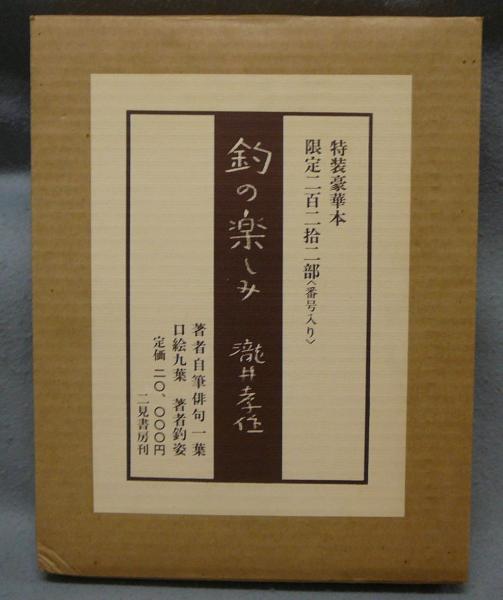 特装豪華本
限定二百二拾二部〈番号入り〉
釣の楽しみ 瀧井孝作
著者自筆俳句一葉
口絵九葉 著者釣姿
定価 二〇、〇〇〇円
二見書房刊